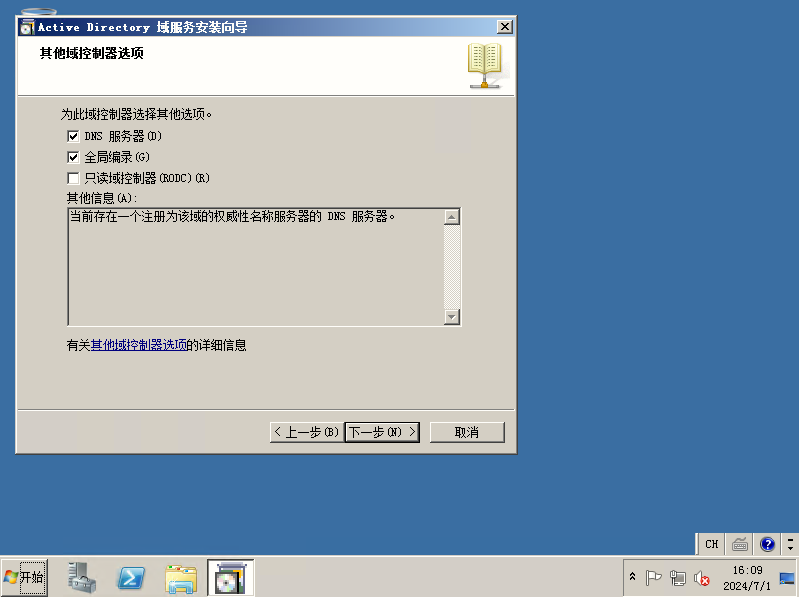 Active Directory 域服务安装向导
其他域控制器选项
为此域控制器选择其他选项。
DNS 服务器(D)
全局编录(G)
只读域控制器(RODC)(R)
其他信息(A):
当前存在一个注册为该域的权威性名称服务器的 DNS 服务器。
有关其他域控制器选项的详细信息
< 上一步(B) 下一步(N) > 取消
CH
开始
16:09
2024/7/1